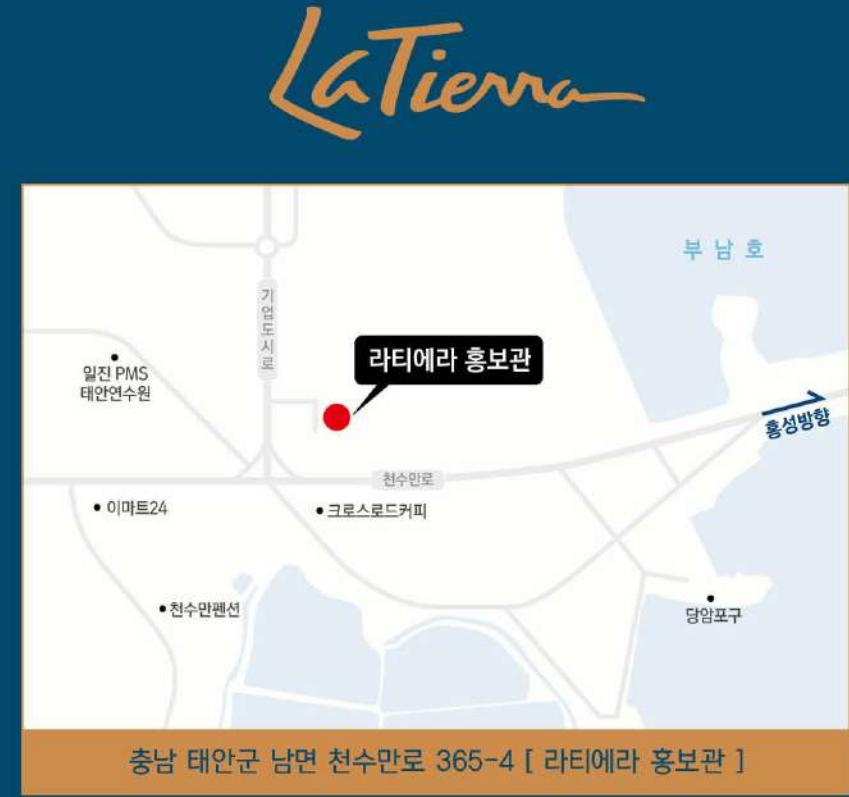 LaTierra
부남호
기업도시로
라티에라 홍보관
일진 PMS
태안연수원
홍성방향
천수만로
이마트24
크로스로드커피
천수만펜션
당암포구
충남 태안군 남면 천수만로 365-4 [ 라티에라 홍보관 ]